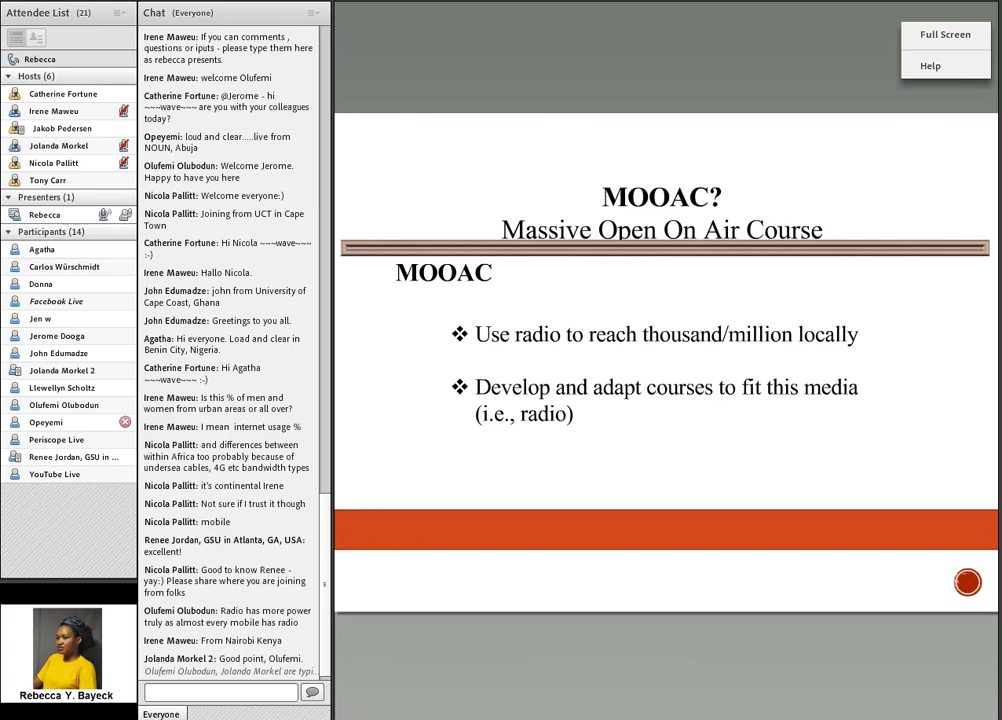 Attendee List (21)
Rebecca
Hosts (6)
Catherine Fortune
Irene Maweu
Jakob Pedersen
Jolanda Morkel
Nicola Pallitt
Tony Carr
Presenters (1)
Rebecca
Participants (14)
Agatha
Carlos Würschmidt
Donna
Facebook Live
Jen w
Jerome Dooga
John Edumadze
Jolanda Morkel 2
Llewellyn Scholtz
Olufemi Olubodun
Opeyemi
Periscope Live
Renee Jordan, GSU in ...
YouTube Live
Rebecca Y. Bayeck
Chat (Everyone)
Irene Maweu: If you can comments ,
questions or iputs - please type them here
as rebecca presents.
Irene Maweu: welcome Olufemi
Catherine Fortune: @Jerome - hi
~~~wave~~~ are you with your colleagues
today?
Opeyemi: loud and clear.....live from
NOUN, Abuja
Olufemi Olubodun: Welcome Jerome.
Happy to have you here
Nicola Pallitt: Welcome everyone:)
Nicola Pallitt: Joining from UCT in Cape
Town
Catherine Fortune: Hi Nicola ~~~wave~~~
:-)
Irene Maweu: Hallo Nicola.
John Edumadze: john from University of
Cape Coast, Ghana
John Edumadze: Greetings to you all.
Agatha: Hi everyone. Load and clear in
Benin City, Nigeria.
Catherine Fortune: Hi Agatha
~~~wave~~~ :-)
Irene Maweu: Is this % of men and
women from urban areas or all over?
Irene Maweu: I mean internet usage %
Nicola Pallitt: and differences between
within Africa too probably because of
undersea cables, 4G etc bandwidth types
Nicola Pallitt: it's continental Irene
Nicola Pallitt: Not sure if I trust it though
Nicola Pallitt: mobile
Renee Jordan, GSU in Atlanta, GA, USA:
excellent!
Nicola Pallitt: Good to know Renee -
yay:) Please share where you are joining
from folks
Olufemi Olubodun: Radio has more power
truly as almost every mobile has radio
Irene Maweu: From Nairobi Kenya
Jolanda Morkel 2: Good point, Olufemi.
Olufemi Olubodun, Jolanda Morkel are typi...
Everyone
Full Screen
Help
MOOAC?
Massive Open On Air Course
MOOAC
❖ Use radio to reach thousand/million locally
❖ Develop and adapt courses to fit this media
(i.e., radio)